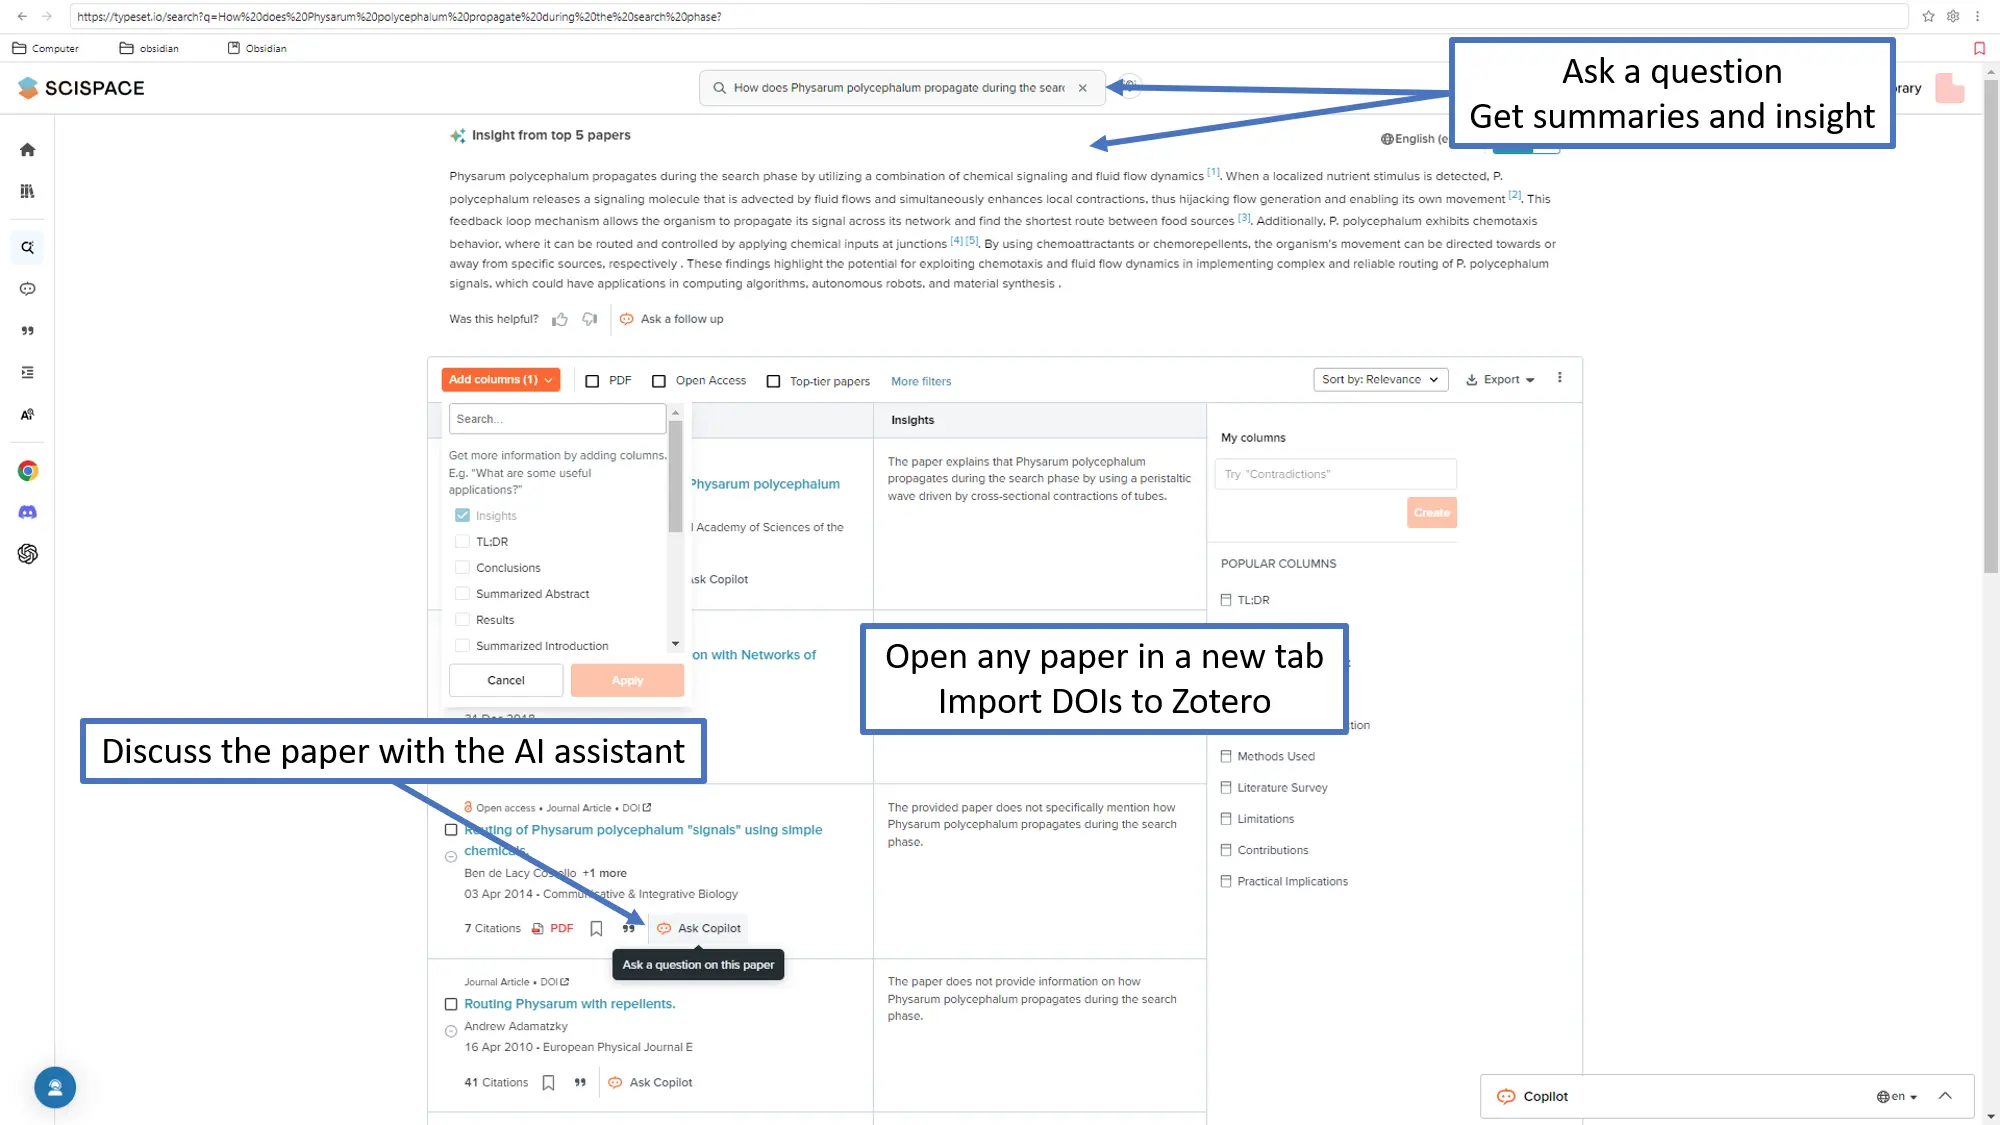 https://typeset.io/search?q=How%20does%20Physarum%20polycephalum%20propagate%20during%20the%20search%20phase?
Computer
obsidian
Obsidian
SCISPACE
How does Physarum polycephalum propagate during the sear
Ask a question
Get summaries and insight
rary
Insight from top 5 papers
English (e
Physarum polycephalum propagates during the search phase by utilizing a combination of chemical signaling and fluid flow dynamics [1]. When a localized nutrient stimulus is detected, P.
polycephalum releases a signaling molecule that is advected by fluid flows and simultaneously enhances local contractions, thus hijacking flow generation and enabling its own movement [2]. This
feedback loop mechanism allows the organism to propagate its signal across its network and find the shortest route between food sources [3]. Additionally, P. polycephalum exhibits chemotaxis
behavior, where it can be routed and controlled by applying chemical inputs at junctions [4] [5]. By using chemoattractants or chemorepellents, the organism's movement can be directed towards or
away from specific sources, respectively . These findings highlight the potential for exploiting chemotaxis and fluid flow dynamics in implementing complex and reliable routing of P. polycephalum
signals, which could have applications in computing algorithms, autonomous robots, and material synthesis .
Was this helpful?
Ask a follow up
Add columns (1)
PDF
Open Access
Top-tier papers
More filters
Sort by: Relevance
Export
Search...
Get more information by adding columns.
E.g. "What are some useful
applications?"
Insights
TL;DR
Conclusions
Summarized Abstract
Results
Summarized Introduction
Cancel
Apply
Physarum polycephalum
l Academy of Sciences of the
Ask Copilot
on with Networks of
31 Dec 2018
Insights
The paper explains that Physarum polycephalum
propagates during the search phase by using a peristaltic
wave driven by cross-sectional contractions of tubes.
My columns
Try "Contradictions"
Create
POPULAR COLUMNS
TL;DR
tion
Methods Used
Literature Survey
Limitations
Contributions
Practical Implications
Open any paper in a new tab
Import DOIs to Zotero
Discuss the paper with the AI assistant
Open access • Journal Article • DOI
Routing of Physarum polycephalum "signals" using simple
chemicals.
Ben de Lacy Costello +1 more
03 Apr 2014 - Communicative & Integrative Biology
7 Citations
PDF
Ask Copilot
Ask a question on this paper
The provided paper does not specifically mention how
Physarum polycephalum propagates during the search
phase.
Journal Article • DOI
Routing Physarum with repellents.
Andrew Adamatzky
16 Apr 2010 - European Physical Journal E
41 Citations
Ask Copilot
The paper does not provide information on how
Physarum polycephalum propagates during the search
phase.
Copilot
en